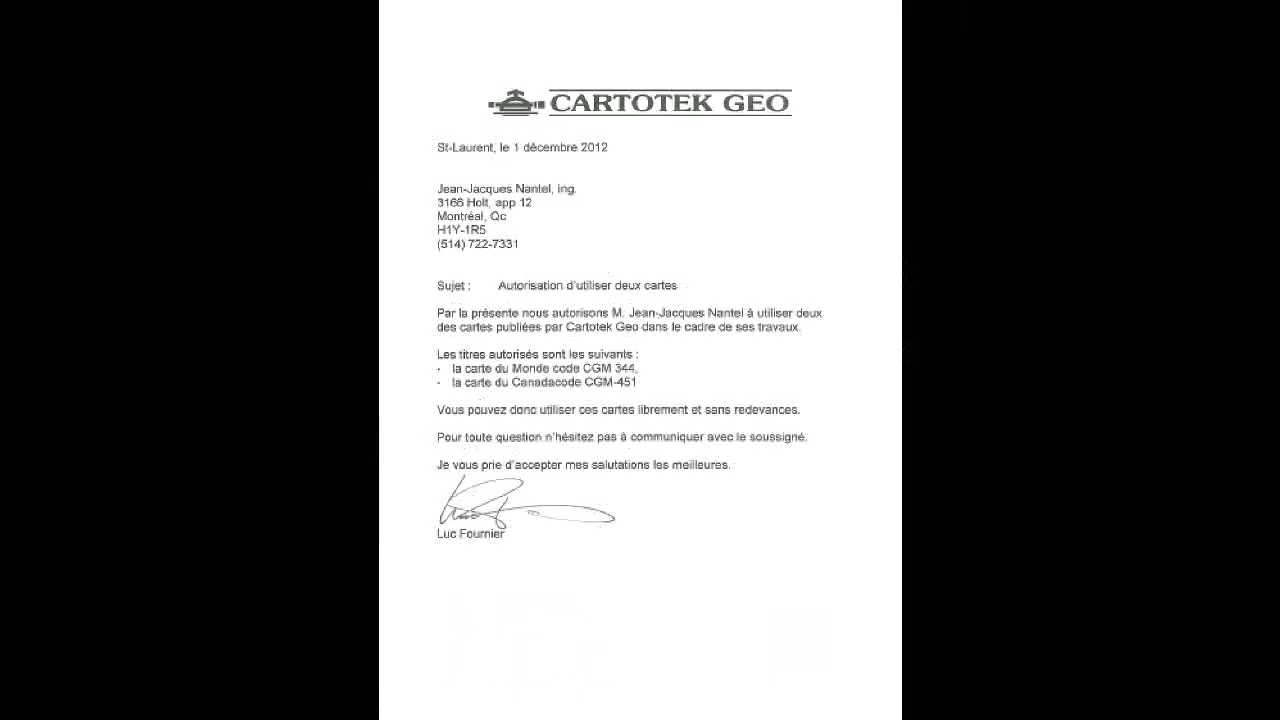 CARTOTEK GEO
St-Laurent, le 1 décembre 2012
Jean-Jacques Nantel, ing.
3166 Holt, app 12
Montréal, Qc
H1Y-1R5
(514) 722-7331
Sujet : Autorisation d'utiliser deux cartes
Par la présente nous autorisons M. Jean-Jacques Nantel à utiliser deux
des cartes publiées par Cartotek Geo dans le cadre de ses travaux.
Les titres autorisés sont les suivants :
- la carte du Monde code CGM 344,
- la carte du Canadacode CGM-451
Vous pouvez donc utiliser ces cartes librement et sans redevances.
Pour toute question n'hésitez pas à communiquer avec le soussigné.
Je vous prie d'accepter mes salutations les meilleures.
Luc Fournier